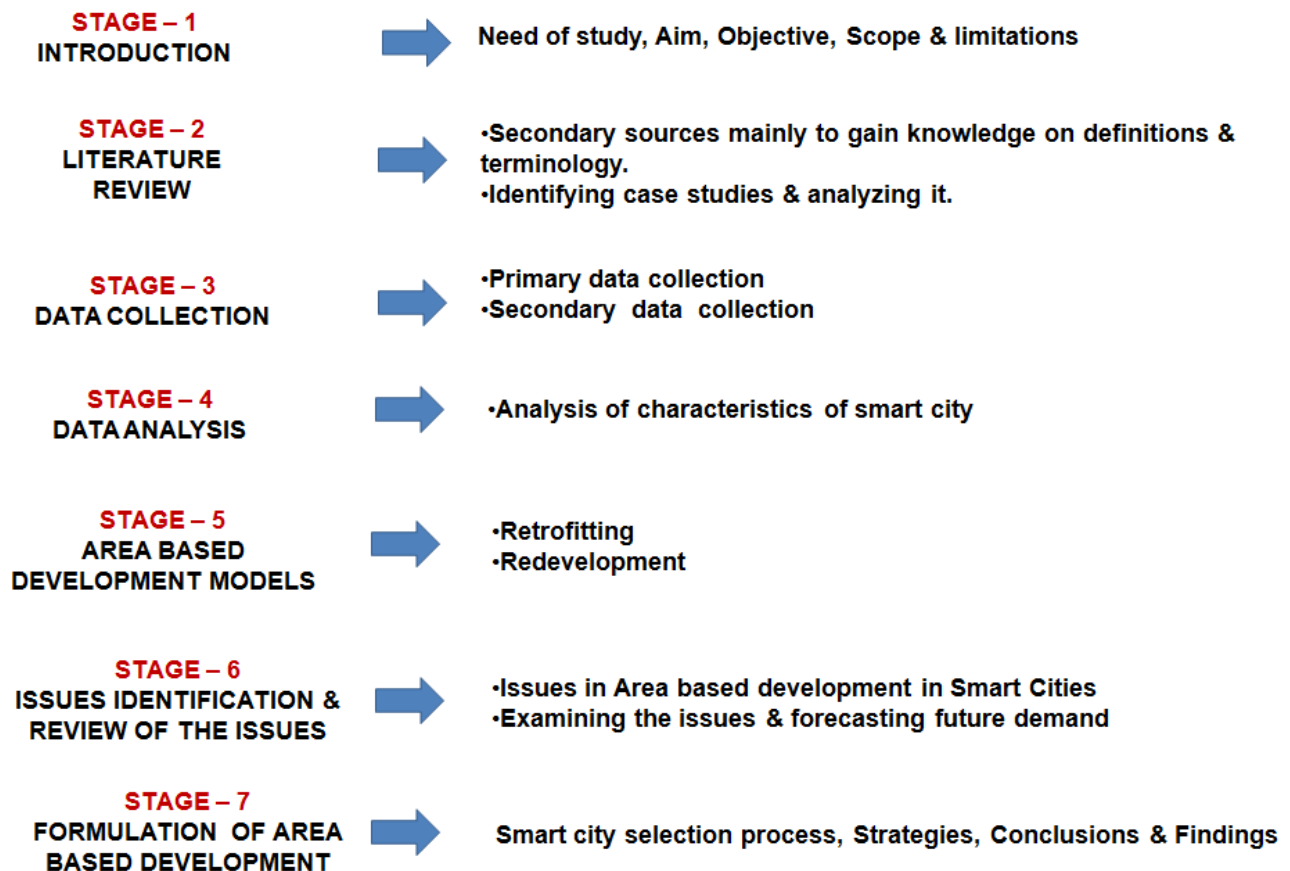 STAGE – 1
INTRODUCTION
Need of study, Aim, Objective, Scope & limitations
STAGE – 2
LITERATURE
REVIEW
•Secondary sources mainly to gain knowledge on definitions &
terminology.
•Identifying case studies & analyzing it.
STAGE – 3
DATA COLLECTION
•Primary data collection
•Secondary data collection
STAGE – 4
DATA ANALYSIS
•Analysis of characteristics of smart city
STAGE – 5
AREA BASED
DEVELOPMENT MODELS
•Retrofitting
•Redevelopment
STAGE – 6
ISSUES IDENTIFICATION &
REVIEW OF THE ISSUES
•Issues in Area based development in Smart Cities
•Examining the issues & forecasting future demand
STAGE – 7
FORMULATION OF AREA
BASED DEVELOPMENT
Smart city selection process, Strategies, Conclusions & Findings